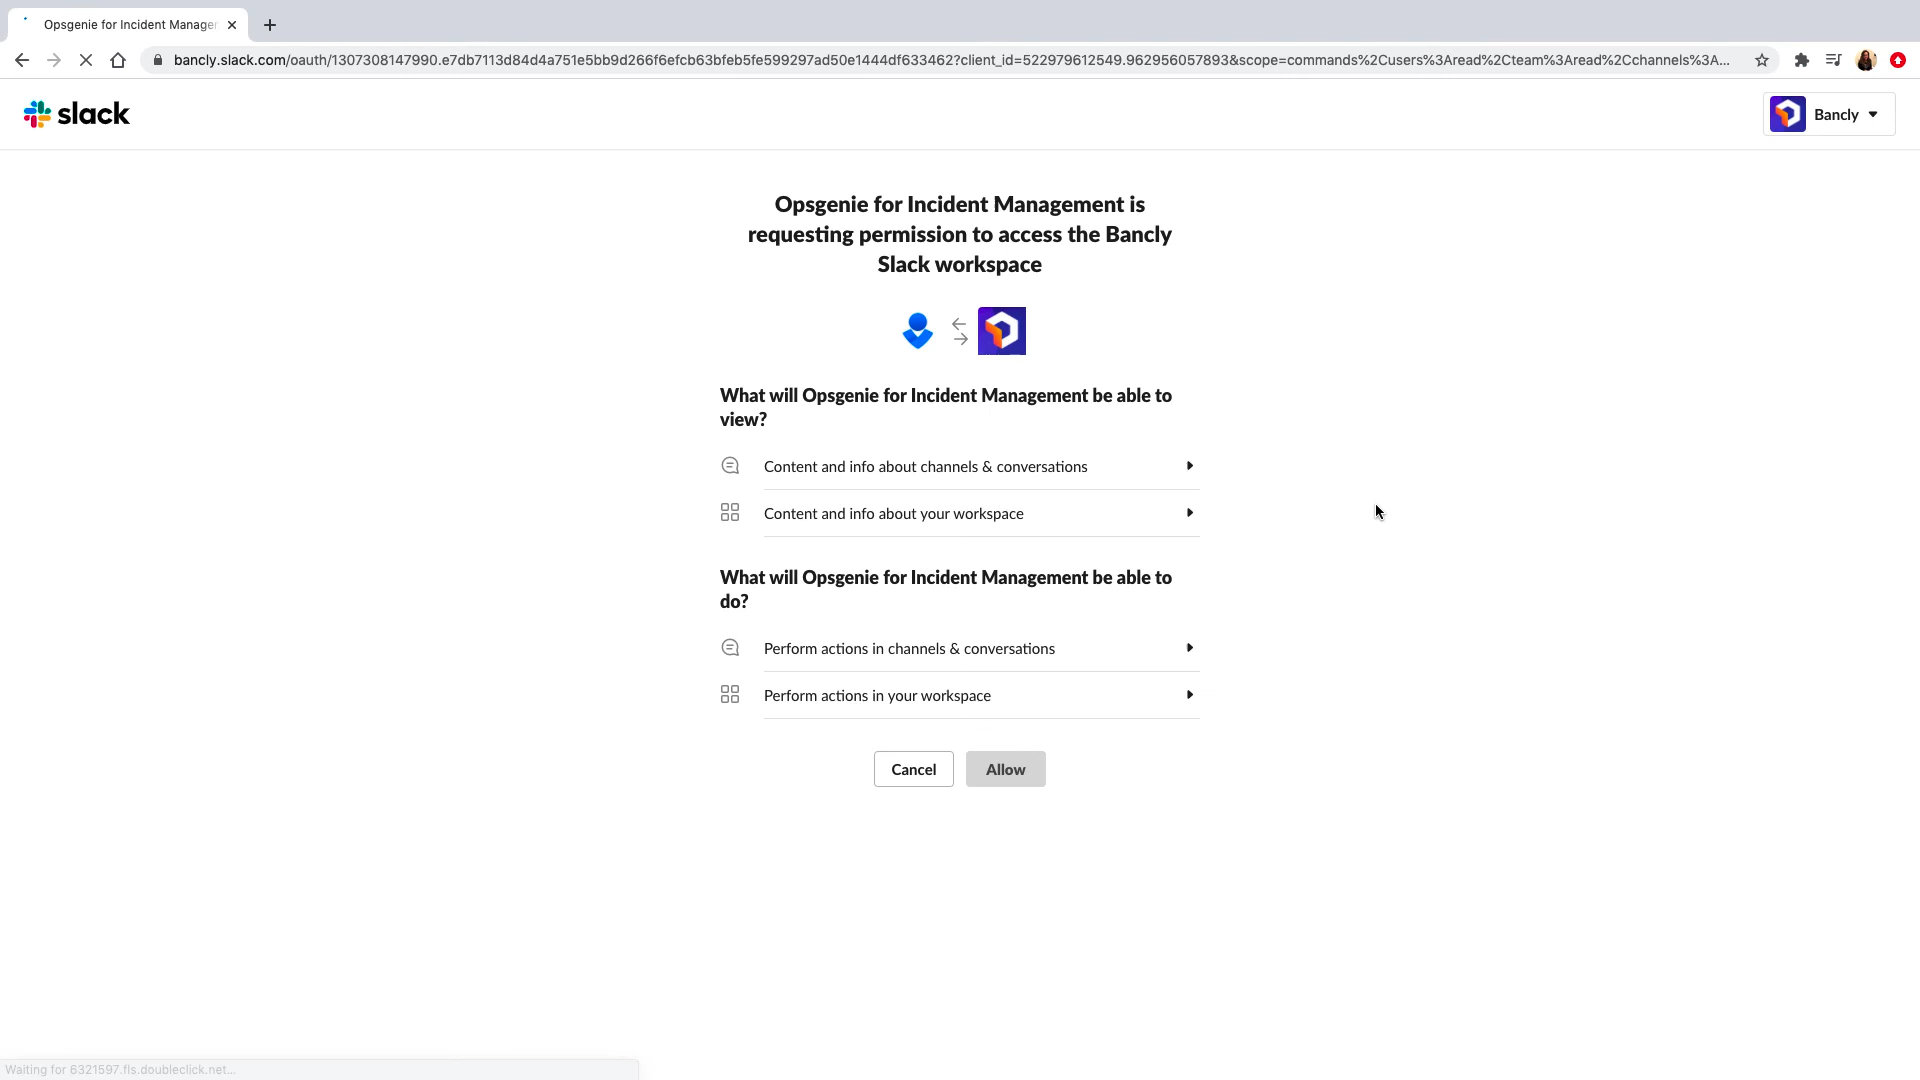 Opsgenie for Incident Manager
bancly.slack.com/oauth/1307308147990.e7db7113d84d4a751e5bb9d266f6efcb63bfeb5fe599297ad50e1444df633462?client_id=522979612549.962956057893&scope=commands%2Cusers%3Aread%2Cteam%3Aread%2Cchannels%3A...
slack
Bancly
Opsgenie for Incident Management is
requesting permission to access the Bancly
Slack workspace
What will Opsgenie for Incident Management be able to
view?
Content and info about channels & conversations
Content and info about your workspace
What will Opsgenie for Incident Management be able to
do?
Perform actions in channels & conversations
Perform actions in your workspace
Cancel Allow
Waiting for 6321597.fls.doubleclick.net...